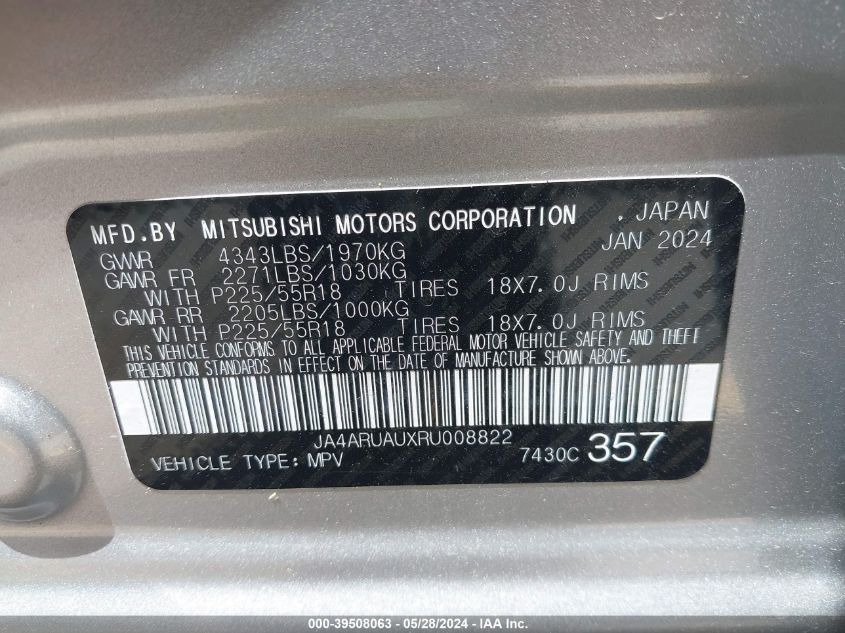 MFD.BY MITSUBISHI MOTORS CORPORATION . JAPAN
JAN 2024
GVWR 4343LBS/1970KG
GAWR FR 2271LBS/1030KG
WITH P225/55R18 TIRES 18X7.0J RIMS
GAWR RR 2205LBS/1000KG
WITH P225/55R18 TIRES 18X7.0J RIMS
THIS VEHICLE CONFORMS TO ALL APPLICABLE FEDERAL MOTOR VEHICLE SAFETY AND THEFT
PREVENTION STANDARDS IN EFFECT ON THE DATE OF MANUFACTURE SHOWN ABOVE.
JA4ARUAUXRU008822
VEHICLE TYPE: MPV 7430C 357
000-39508063 - 05/28/2024 - IAA Inc.